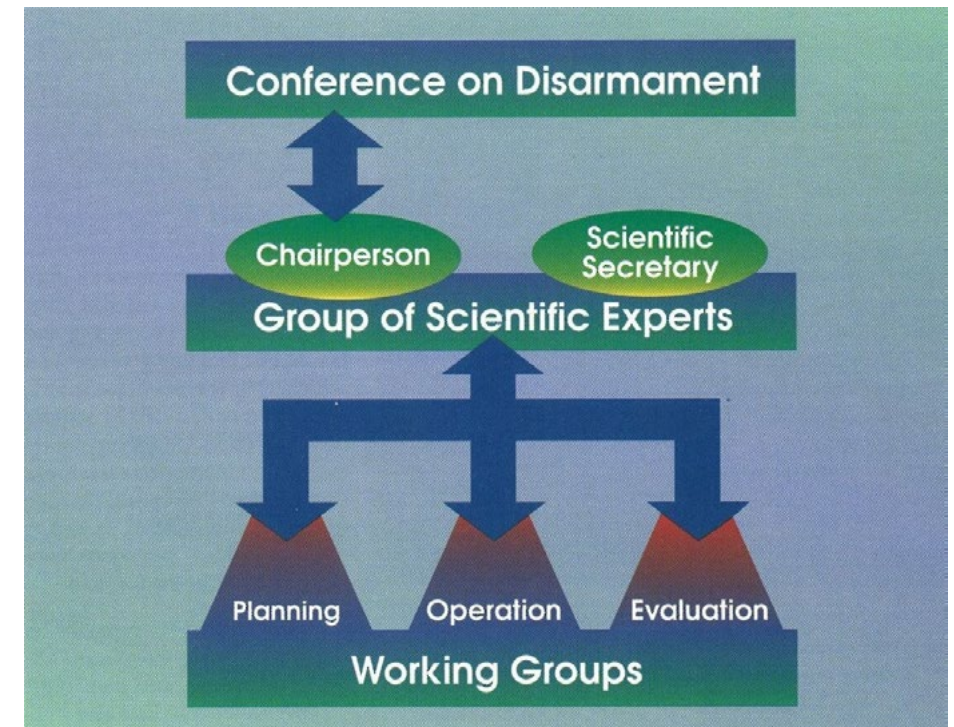 Conference on Disarmament
Chairperson
Scientific
Secretary
Group of Scientific Experts
Planning
Operation
Evaluation
Working Groups